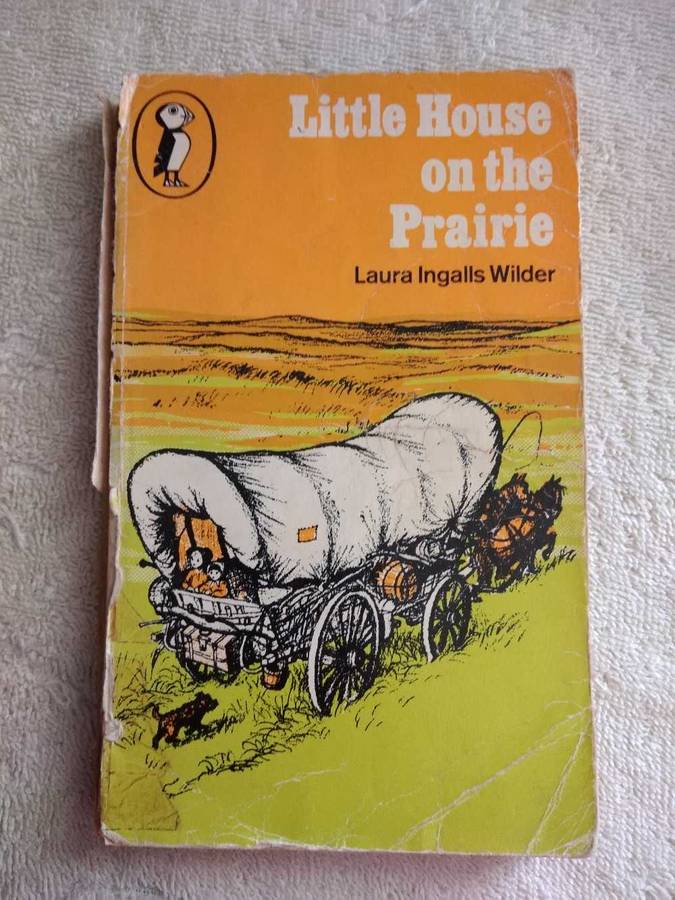 Little House
on the
Prairie
Laura Ingalls Wilder